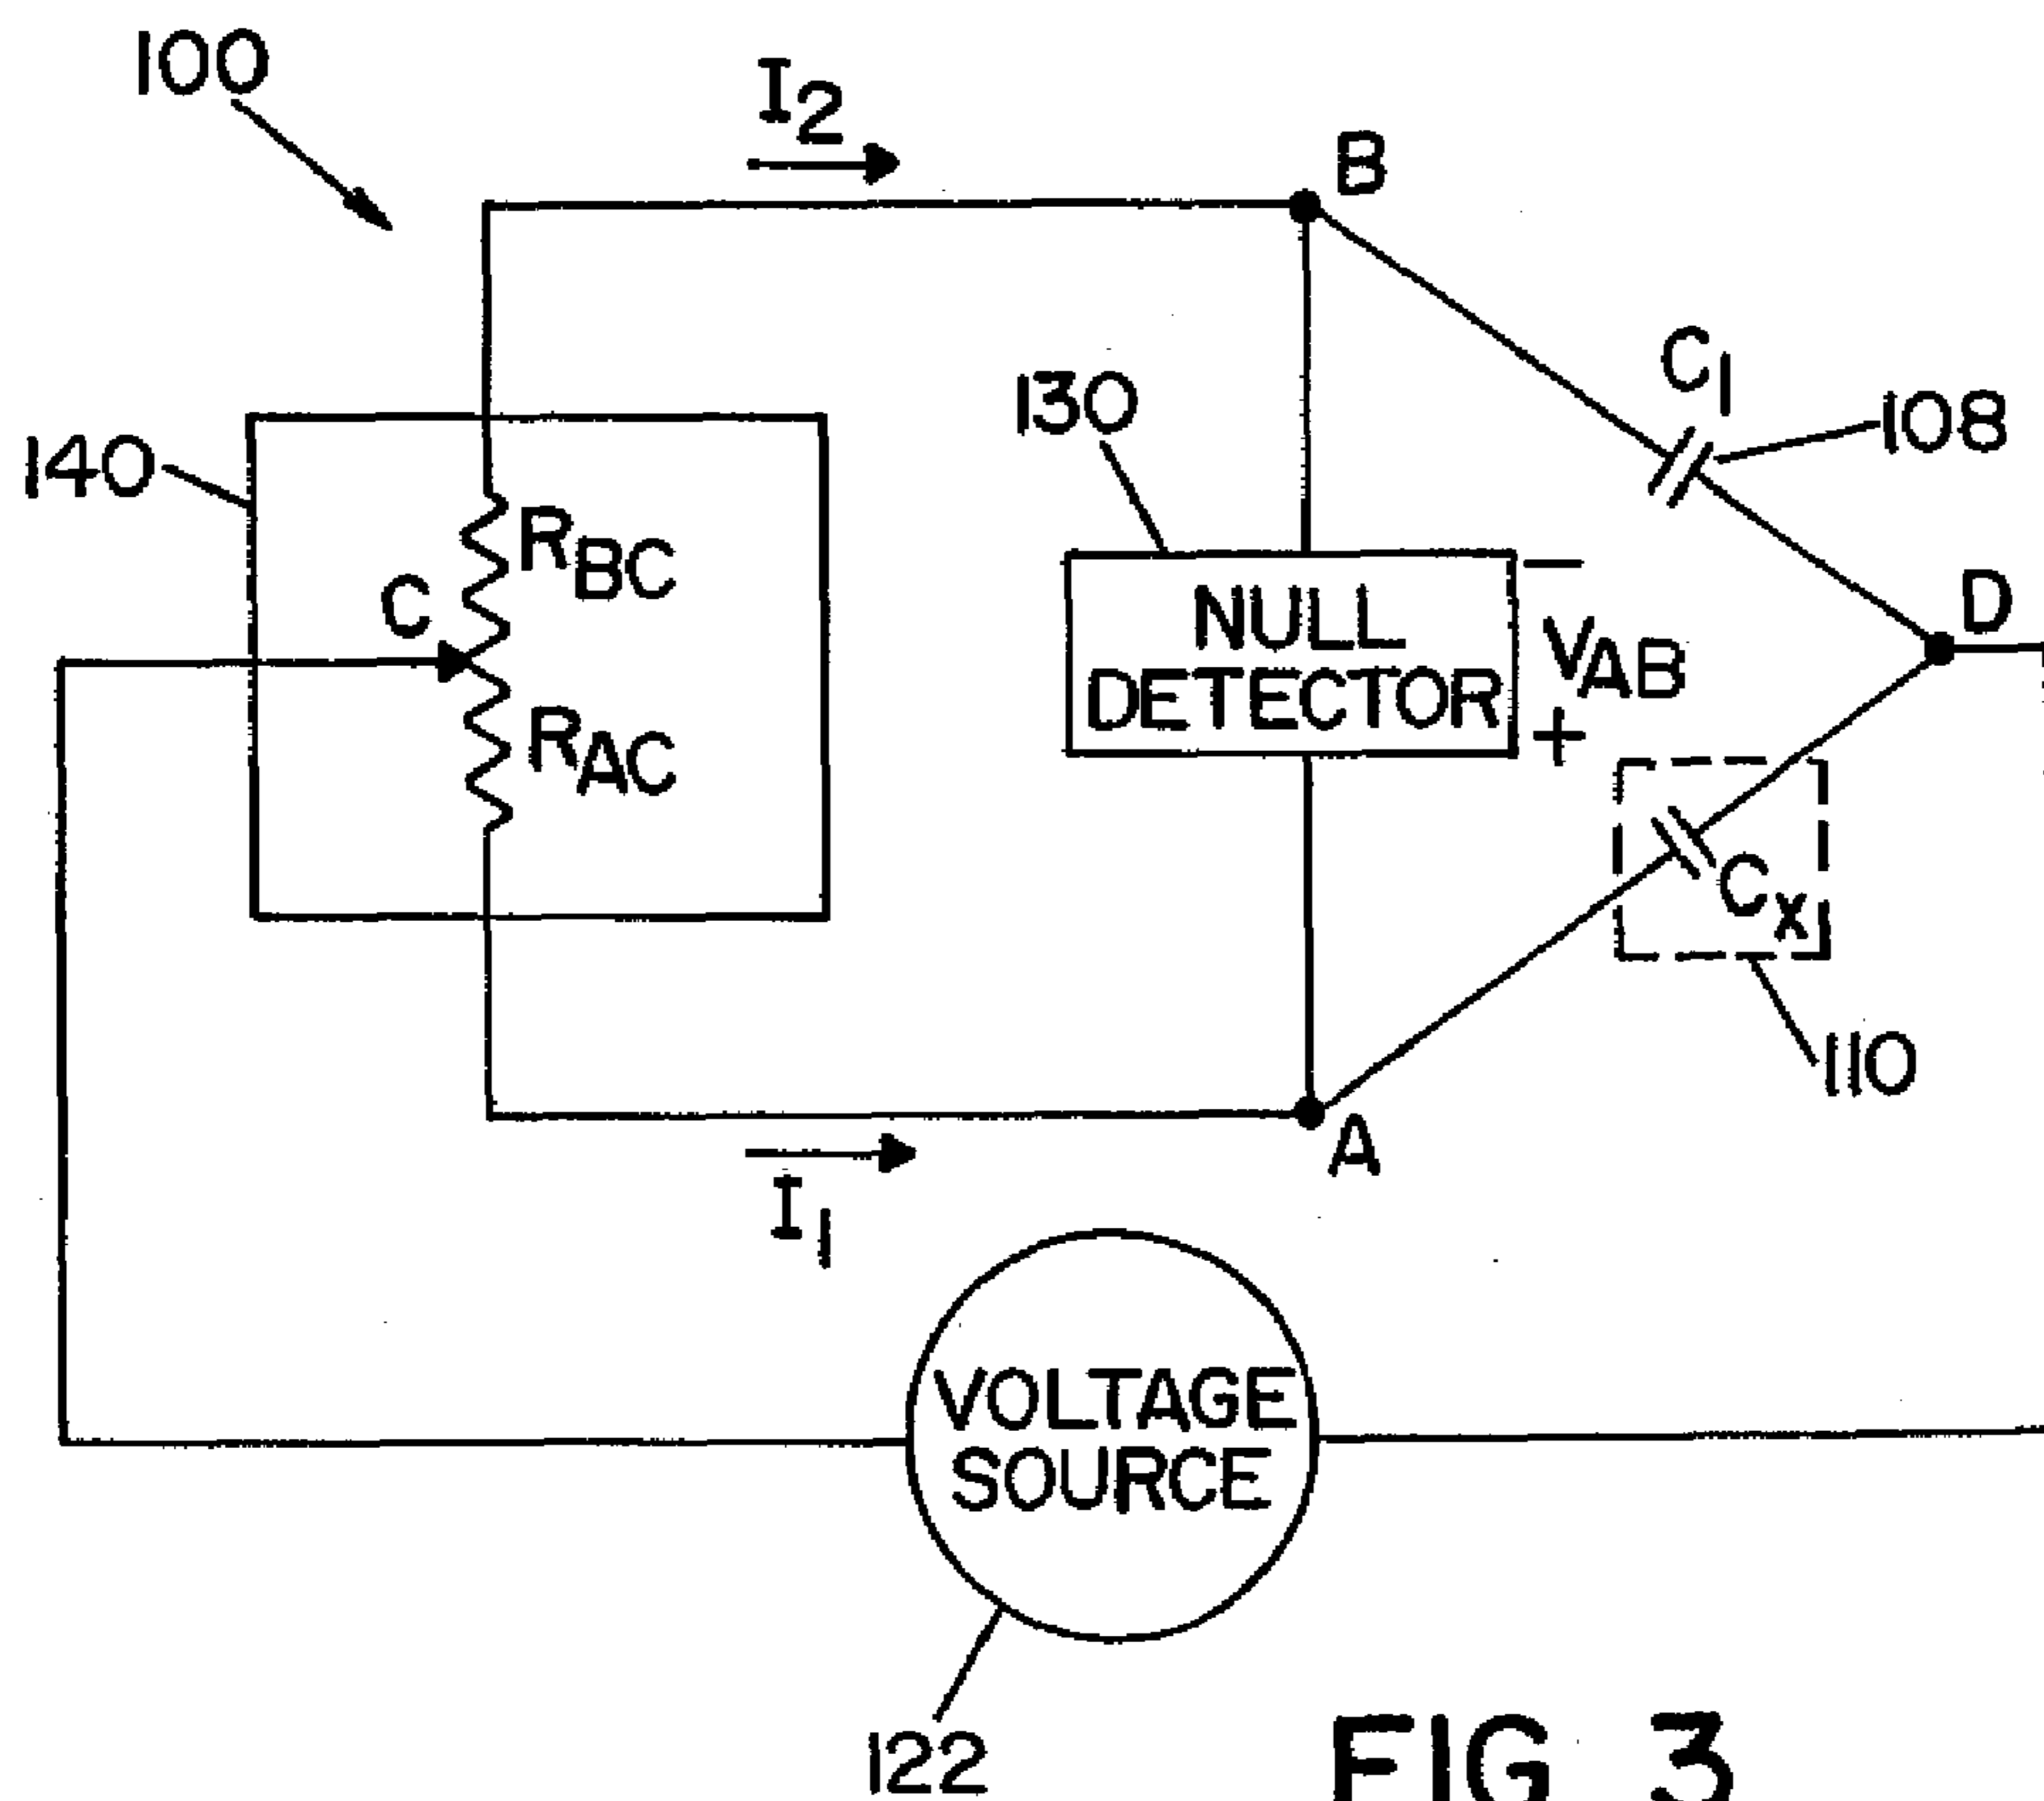 100
I2
B
C1
108
130
140
RBC
C
NULL
DETECTOR
−
VAB
+
D
RAC
CX
110
A
I1
VOLTAGE
SOURCE
122
FIG 3